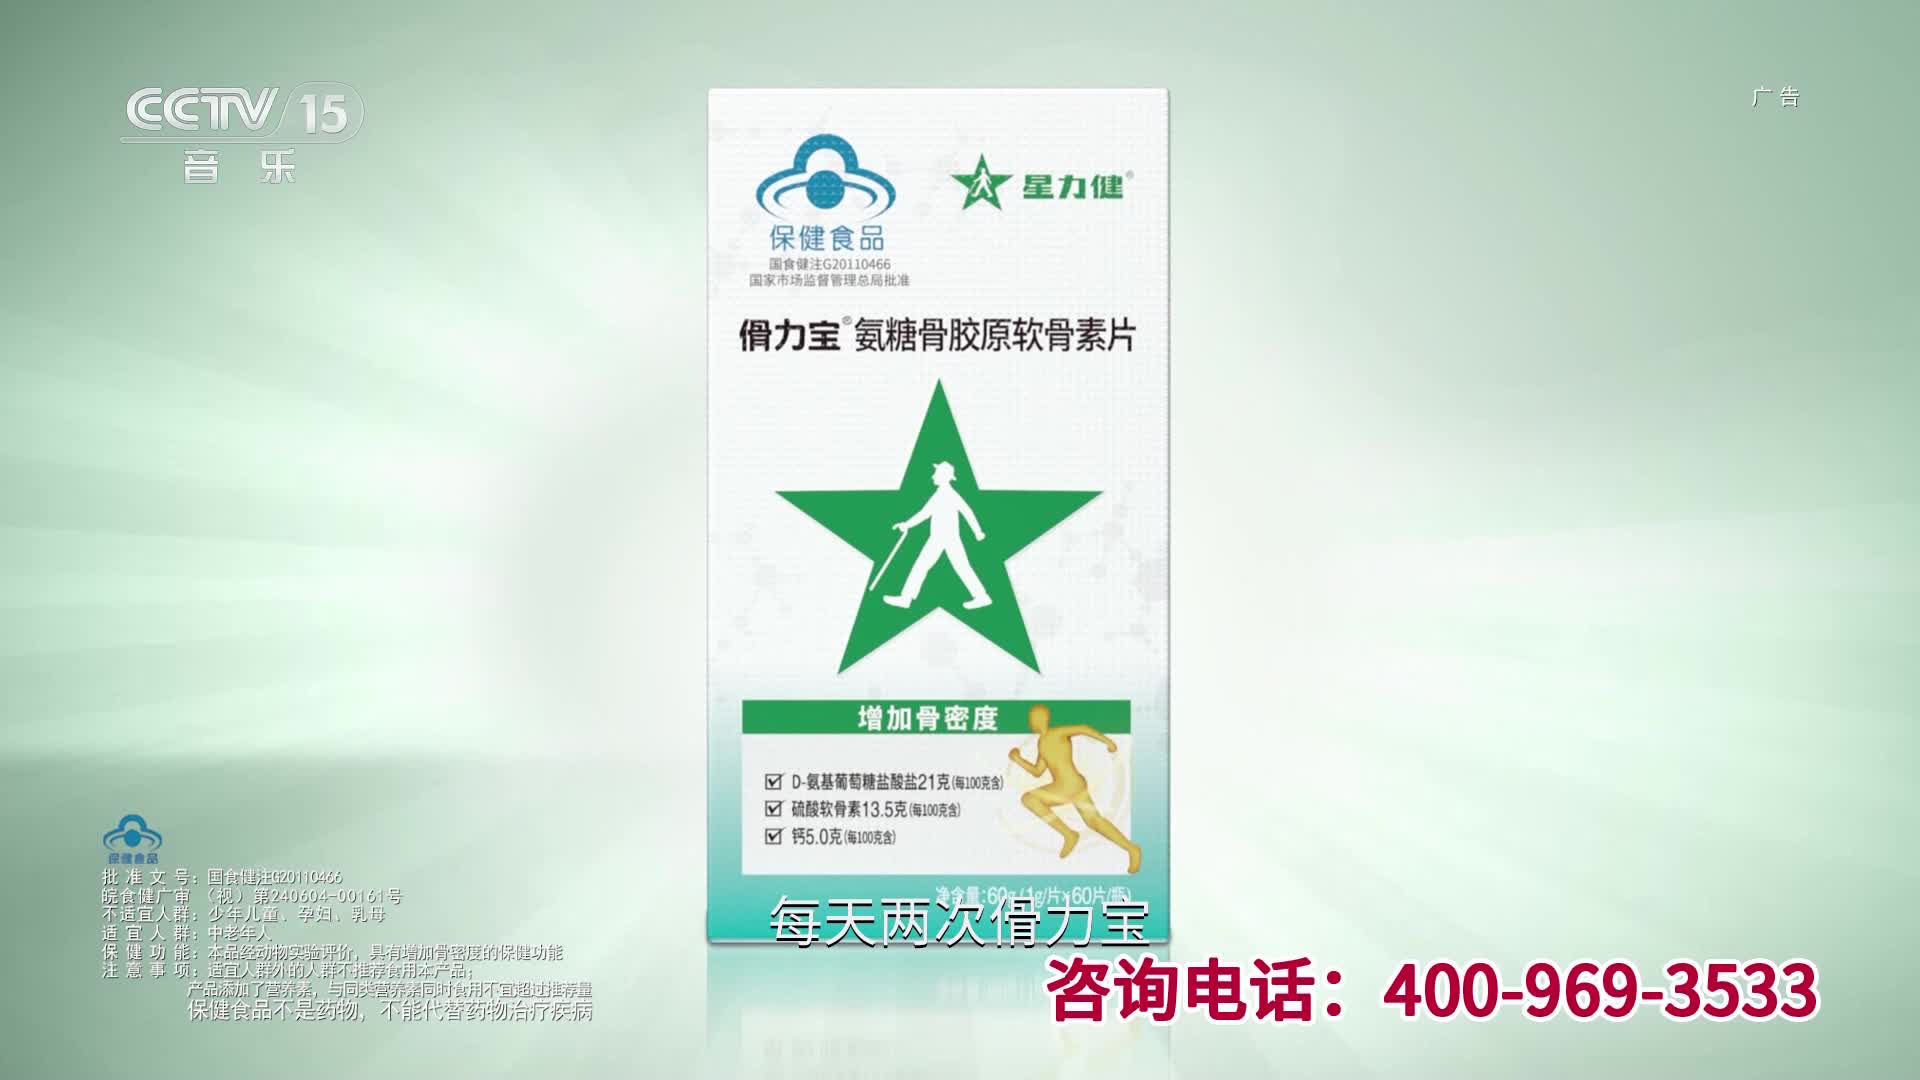 CCTV 15
音乐
广告
保健食品
国食健注G20110466
国家市场监督管理总局批准
星力健®
傦力宝®氨糖骨胶原软骨素片
增加骨密度
D-氨基葡萄糖盐酸盐21克(每100克含)
硫酸软骨素13.5克(每100克含)
钙5.0克(每100克含)
净含量:60g(1g/片×60片/瓶)
每天两次傦力宝
咨询电话：400-969-3533
保健食品
批准文号：国食健注G20110466
皖食健广审（视）第240604-00161号
不适宜人群：少年儿童、孕妇、乳母
适宜人群：中老年人
保健功能：本品经动物实验评价，具有增加骨密度的保健功能
注意事项：适宜人群外的人群不推荐食用本产品；
产品添加了营养素，与同类营养素同时食用不宜超过推荐量
保健食品不是药物，不能代替药物治疗疾病